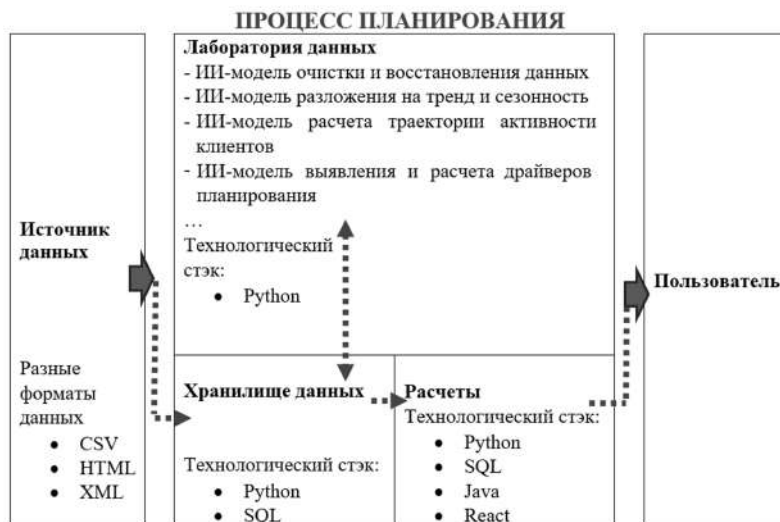 ПРОЦЕСС ПЛАНИРОВАНИЯ
Источник
данных
Разные
форматы
данных
• CSV
• HTML
• XML
Лаборатория данных
- ИИ-модель очистки и восстановления данных
- ИИ-модель разложения на тренд и сезонность
- ИИ-модель расчета траектории активности
клиентов
- ИИ-модель выявления и расчета драйверов
планирования
…
Технологический
стэк:
• Python
Хранилище данных
Технологический стэк:
• Python
• SQL
Расчеты
Технологический стэк:
• Python
• SQL
• Java
• React
Пользователь